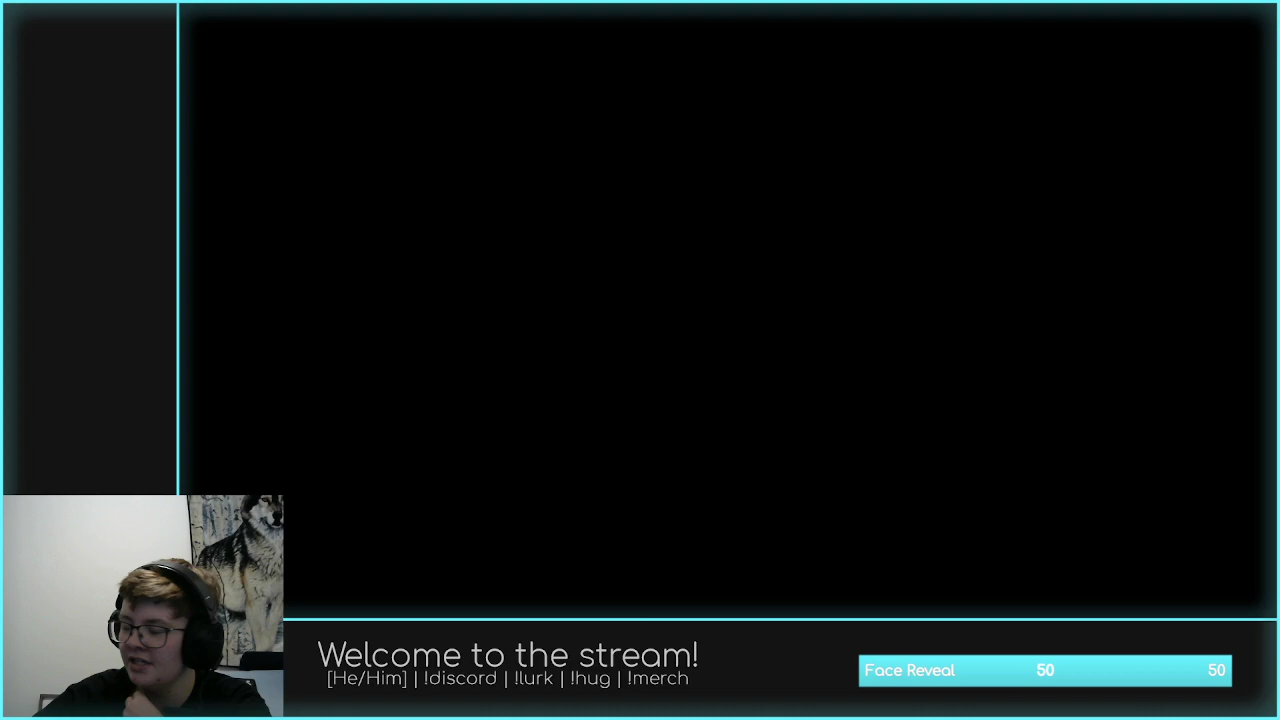 Welcome to the stream!
[He/Him] | !discord | !lurk | !hug | !merch
Face Reveal 50 50